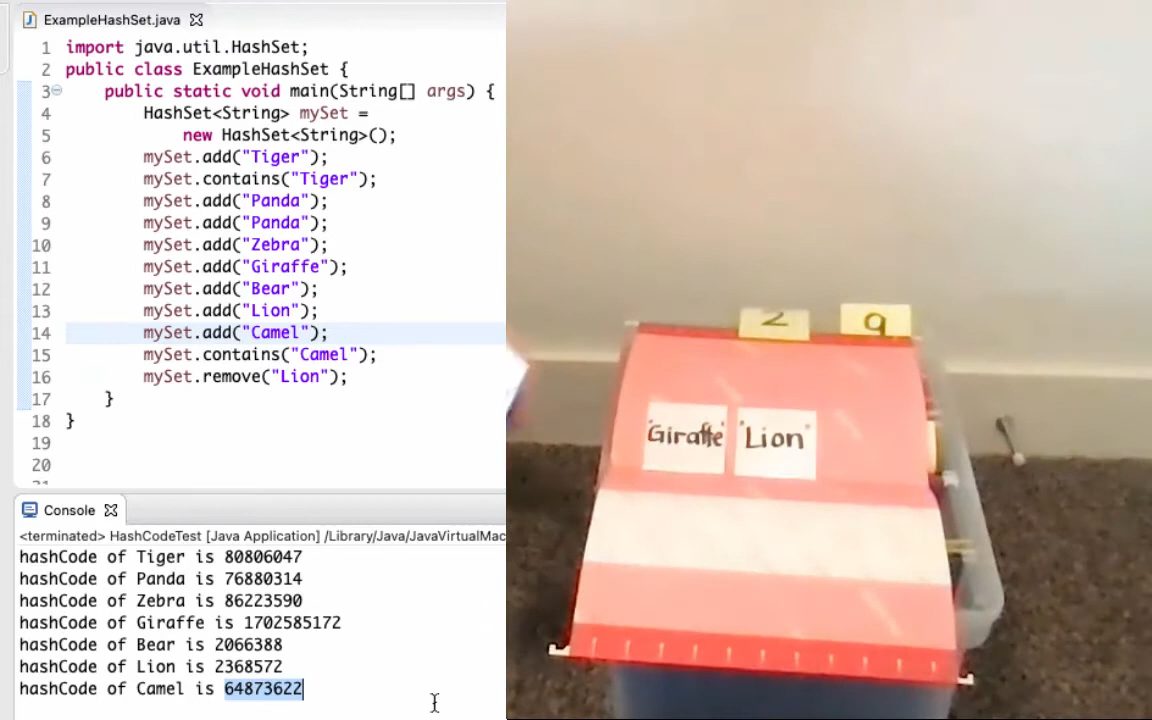 ExampleHashSet.java
1 import java.util.HashSet;
2 public class ExampleHashSet {
3 public static void main(String[] args) {
4 HashSet<String> mySet =
5 new HashSet<String>();
6 mySet.add("Tiger");
7 mySet.contains("Tiger");
8 mySet.add("Panda");
9 mySet.add("Panda");
10 mySet.add("Zebra");
11 mySet.add("Giraffe");
12 mySet.add("Bear");
13 mySet.add("Lion");
14 mySet.add("Camel");
15 mySet.contains("Camel");
16 mySet.remove("Lion");
17 }
18 }
19
20
Console
<terminated> HashCodeTest [Java Application] /Library/Java/JavaVirtualMac
hashCode of Tiger is 80806047
hashCode of Panda is 76880314
hashCode of Zebra is 86223590
hashCode of Giraffe is 1702585172
hashCode of Bear is 2066388
hashCode of Lion is 2368572
hashCode of Camel is 64873622
2 9
"Giraffe" "Lion"